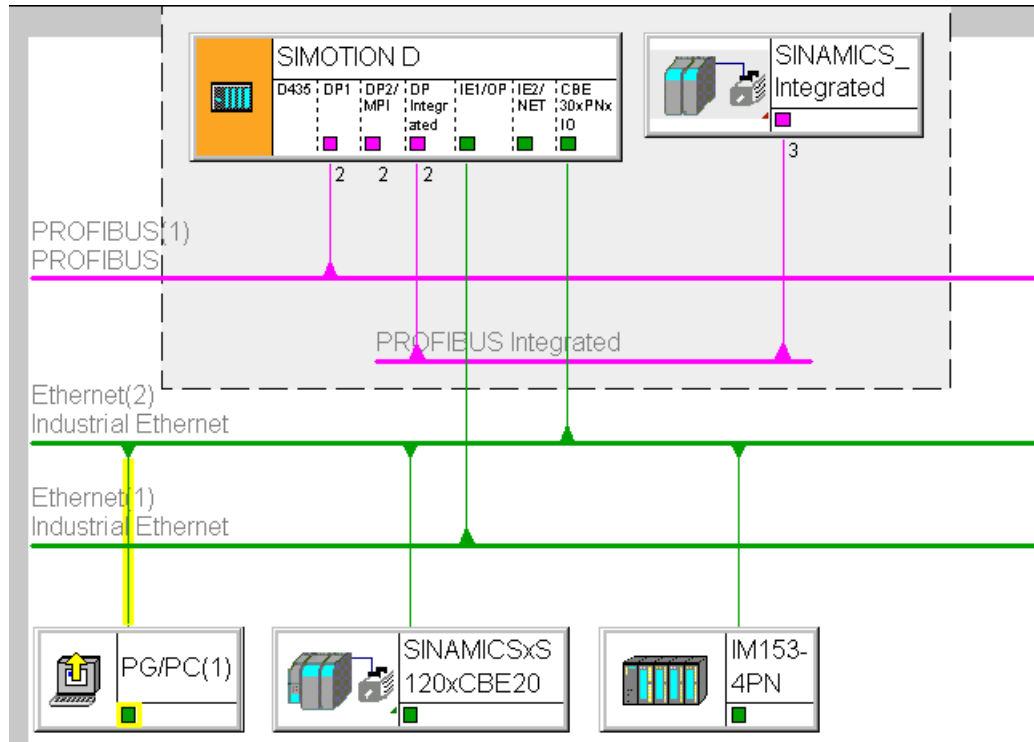 SIMOTION D
D435 DP1 DP2/ DP IE1/OP IE2/ CBE
MPI Integr NET 30xPNx
ated IO
2 2 2
SINAMICS_
Integrated
3
PROFIBUS(1)
PROFIBUS
PROFIBUS Integrated
Ethernet(2)
Industrial Ethernet
Ethernet(1)
Industrial Ethernet
PG/PC(1)
SINAMICSxS
120xCBE20
IM153-
4PN